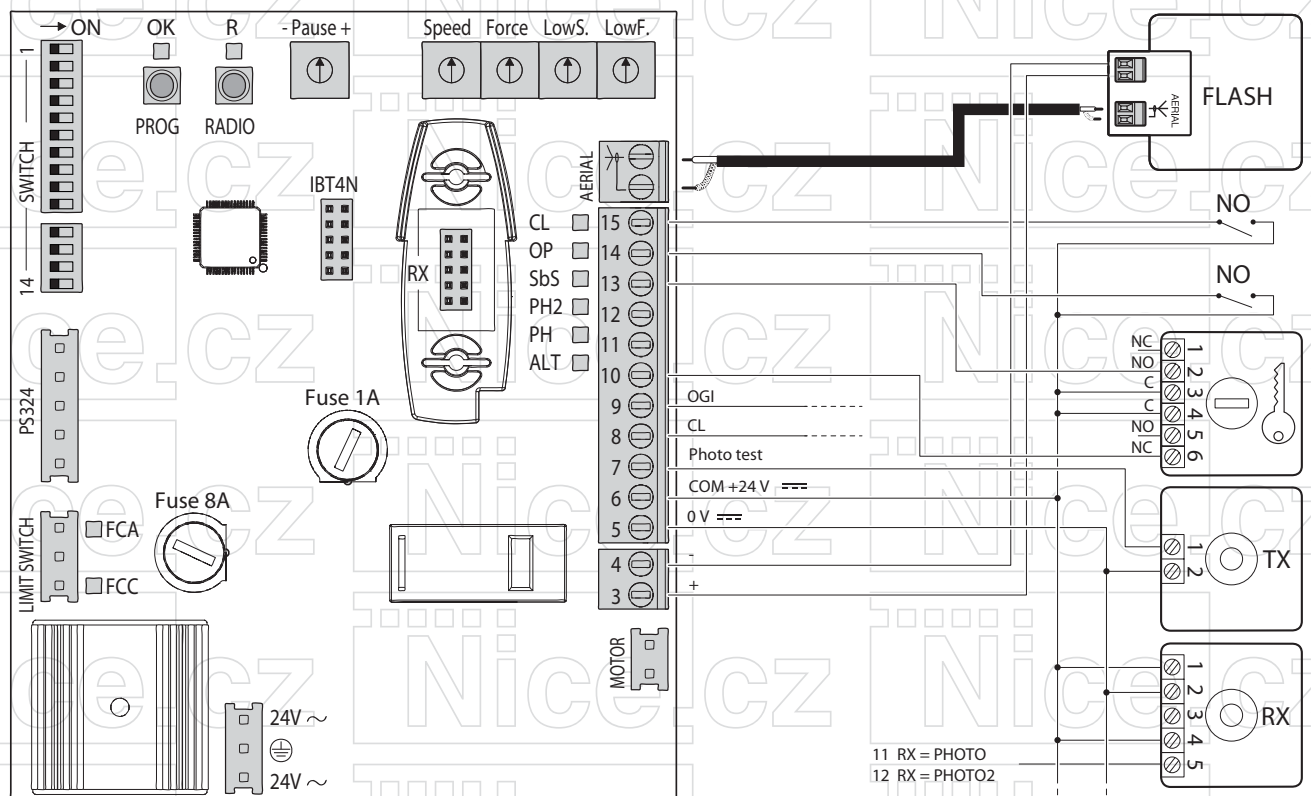 → ON
OK
R
- Pause +
Speed
Force
LowS.
LowF.
1
SWITCH
14
PROG
RADIO
IBT4N
RX
AERIAL
CL
OP
SbS
PH2
PH
ALT
15
14
13
12
11
10
9
8
7
6
5
4
3
Fuse 1A
Fuse 8A
PS324
LIMIT SWITCH
FCA
FCC
24V ~
24V ~
MOTOR
OGI
CL
Photo test
COM +24 V
0 V
-
+
AERIAL
FLASH
NO
NO
NC 1
NO 2
C 3
C 4
NO 5
NC 6
1
2
TX
1
2
3
4
5
RX
11 RX = PHOTO
12 RX = PHOTO2
Nice.cz